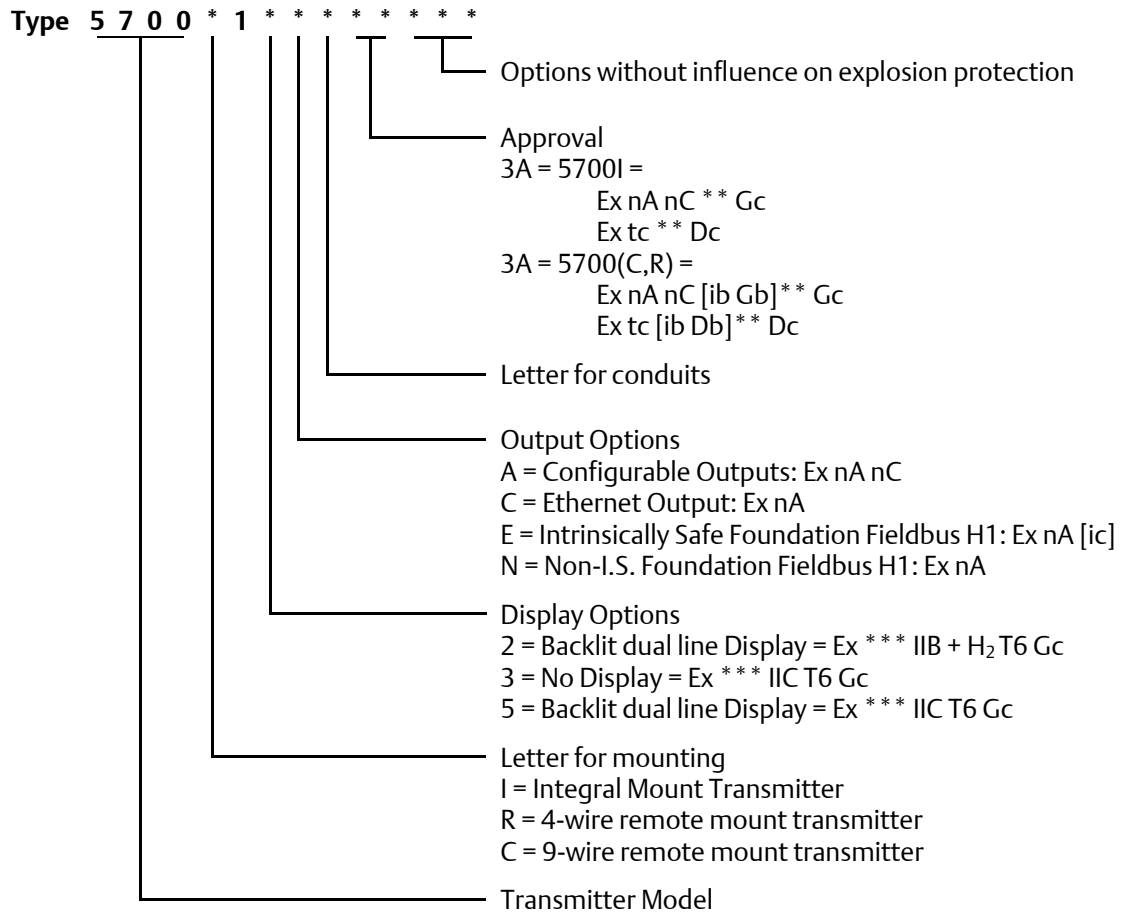 Type 5 7 0 0 * 1 * * * * * * * *
Options without influence on explosion protection
Approval
3A = 5700I =
Ex nA nC ** Gc
Ex tc ** Dc
3A = 5700(C,R) =
Ex nA nC [ib Gb]** Gc
Ex tc [ib Db]** Dc
Letter for conduits
Output Options
A = Configurable Outputs: Ex nA nC
C = Ethernet Output: Ex nA
E = Intrinsically Safe Foundation Fieldbus H1: Ex nA [ic]
N = Non-I.S. Foundation Fieldbus H1: Ex nA
Display Options
2 = Backlit dual line Display = Ex *** IIB + H₂ T6 Gc
3 = No Display = Ex *** IIC T6 Gc
5 = Backlit dual line Display = Ex *** IIC T6 Gc
Letter for mounting
I = Integral Mount Transmitter
R = 4-wire remote mount transmitter
C = 9-wire remote mount transmitter
Transmitter Model